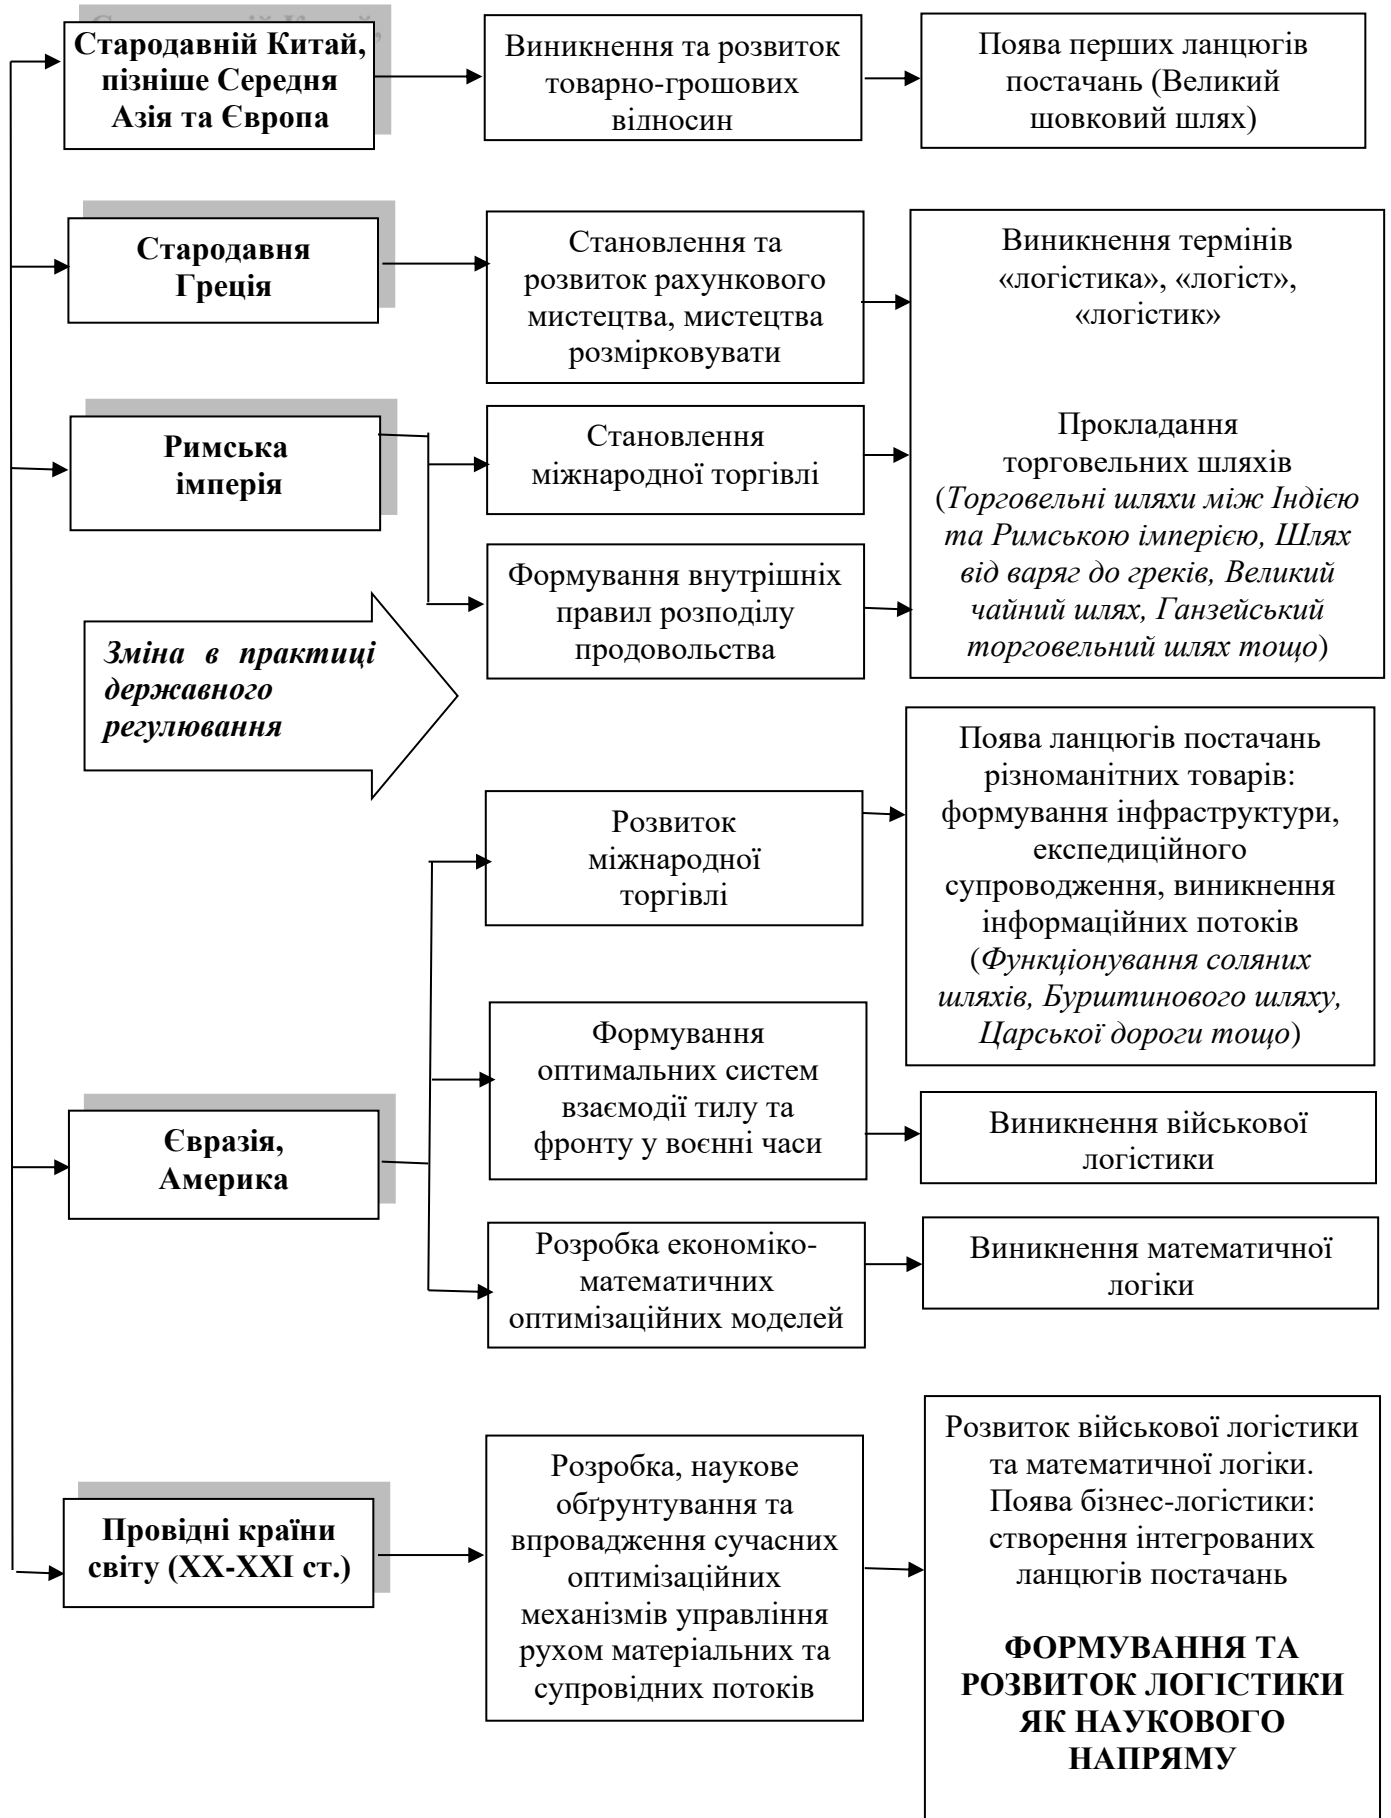 Стародавній Китай,
пізніше Середня
Азія та Європа
Виникнення та розвиток
товарно-грошових
відносин
Поява перших ланцюгів
постачань (Великий
шовковий шлях)
Стародавня
Греція
Становлення та
розвиток рахункового
мистецтва, мистецтва
розмірковувати
Виникнення термінів
«логістика», «логіст»,
«логістик»
Римська
імперія
Становлення
міжнародної торгівлі
Формування внутрішніх
правил розподілу
продовольства
Прокладання
торговельних шляхів
(Торговельні шляхи між Індією
та Римською імперією, Шлях
від варяг до греків, Великий
чайний шлях, Ганзейський
торговельний шлях тощо)
Зміна в практиці
державного
регулювання
Розвиток
міжнародної
торгівлі
Поява ланцюгів постачань
різноманітних товарів:
формування інфраструктури,
експедиційного
супроводження, виникнення
інформаційних потоків
(Функціонування соляних
шляхів, Бурштинового шляху,
Царської дороги тощо)
Євразія,
Америка
Формування
оптимальних систем
взаємодії тилу та
фронту у воєнні часи
Виникнення військової
логістики
Розробка економіко-
математичних
оптимізаційних моделей
Виникнення математичної
логіки
Провідні країни
світу (XX-XXI ст.)
Розробка, наукове
обґрунтування та
впровадження сучасних
оптимізаційних
механізмів управління
рухом матеріальних та
супровідних потоків
Розвиток військової логістики
та математичної логіки.
Поява бізнес-логістики:
створення інтегрованих
ланцюгів постачань
ФОРМУВАННЯ ТА
РОЗВИТОК ЛОГІСТИКИ
ЯК НАУКОВОГО
НАПРЯМУ